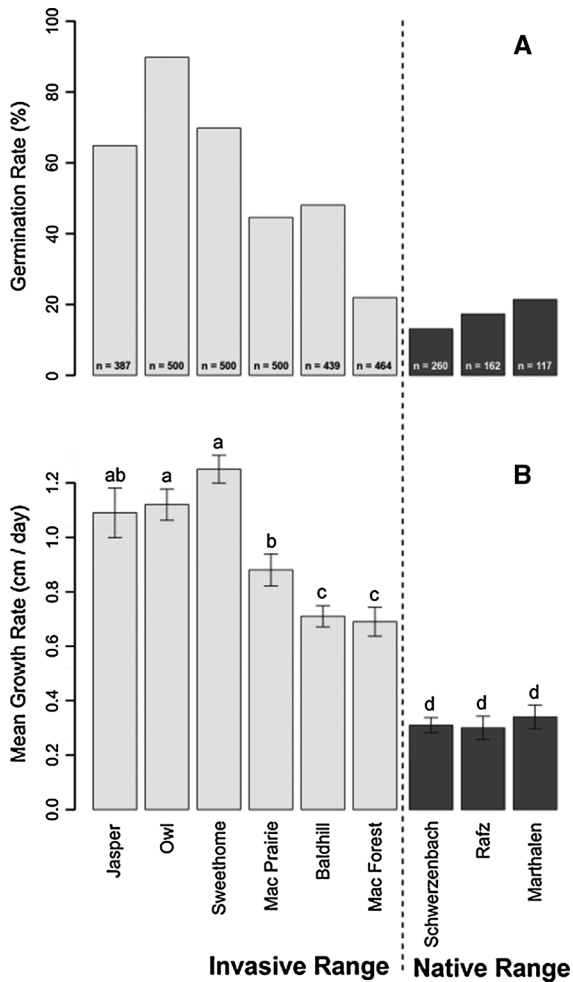 A
Germination Rate (%)
100
80
60
40
20
0
n = 387
n = 500
n = 500
n = 500
n = 439
n = 464
n = 260
n = 162
n = 117
B
Mean Growth Rate (cm / day)
1.2
1.0
0.8
0.6
0.4
0.2
0.0
ab
a
a
b
c
c
d
d
d
Jasper
Owl
Sweethome
Mac Prairie
Baldhill
Mac Forest
Schwerzenbach
Rafz
Marthalen
Invasive Range
Native Range